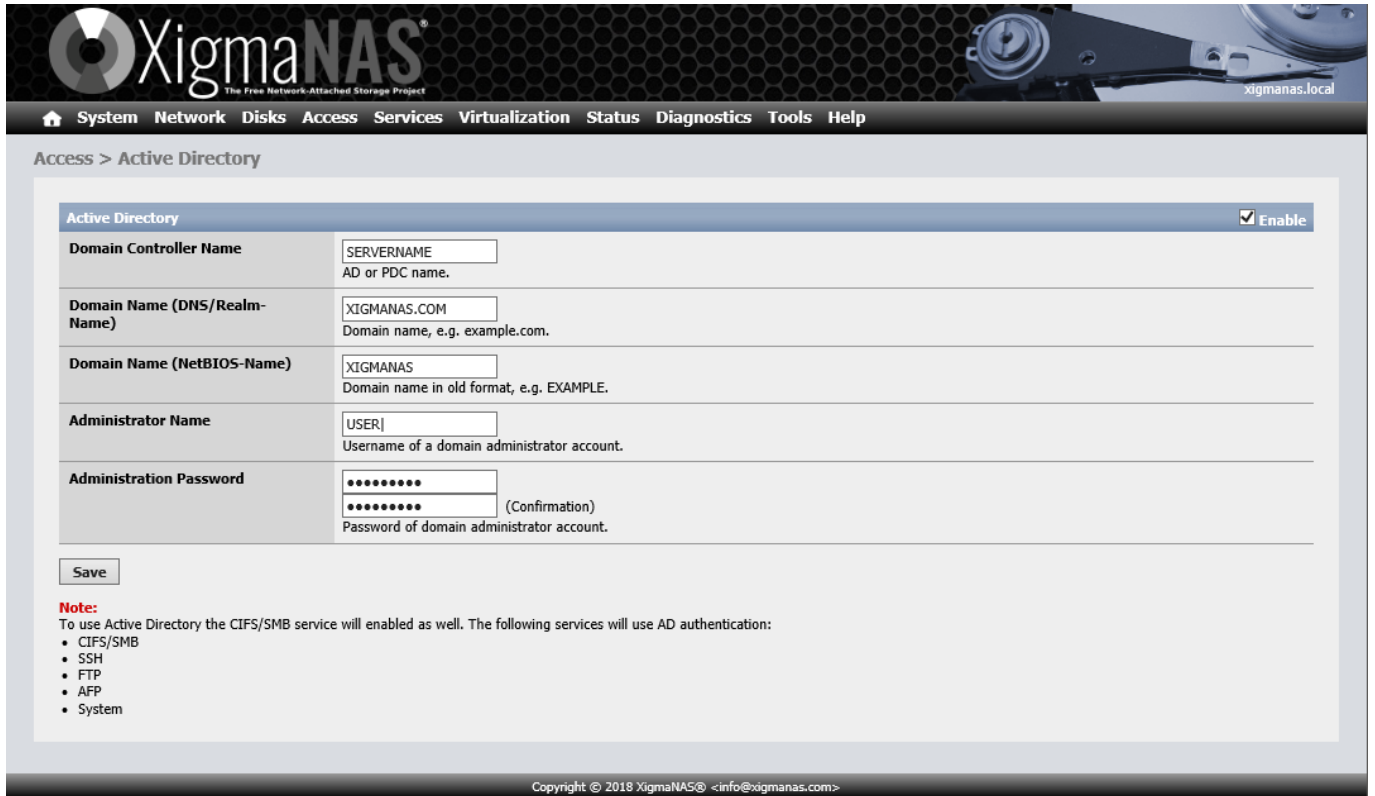 XigmaNAS®
The Free Network-Attached Storage Project
xigmanas.local
System Network Disks Access Services Virtualization Status Diagnostics Tools Help
Access > Active Directory
Active Directory Enable
Domain Controller Name SERVERNAME
AD or PDC name.
Domain Name (DNS/Realm-
Name) XIGMANAS.COM
Domain name, e.g. example.com.
Domain Name (NetBIOS-Name) XIGMANAS
Domain name in old format, e.g. EXAMPLE.
Administrator Name USER
Username of a domain administrator account.
Administration Password •••••••••
••••••••• (Confirmation)
Password of domain administrator account.
Save
Note:
To use Active Directory the CIFS/SMB service will enabled as well. The following services will use AD authentication:
• CIFS/SMB
• SSH
• FTP
• AFP
• System
Copyright © 2018 XigmaNAS® <info@xigmanas.com>